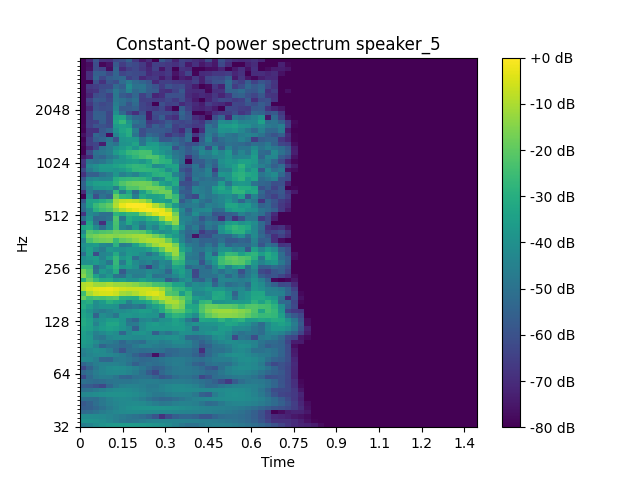 Constant-Q power spectrum speaker_5
Hz
2048
1024
512
256
128
64
32
0 0.15 0.3 0.45 0.6 0.75 0.9 1.1 1.2 1.4
Time
+0 dB
-10 dB
-20 dB
-30 dB
-40 dB
-50 dB
-60 dB
-70 dB
-80 dB